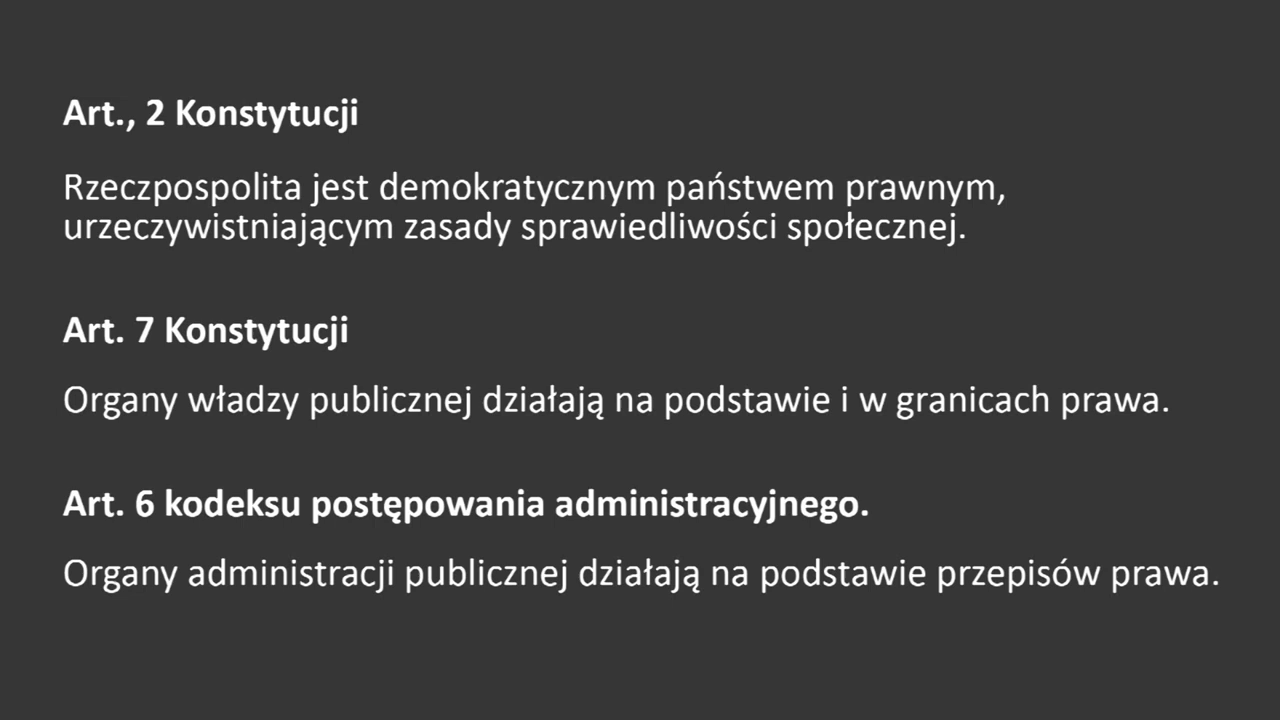 Art., 2 Konstytucji
Rzeczpospolita jest demokratycznym państwem prawnym,
urzeczywistniającym zasady sprawiedliwości społecznej.
Art. 7 Konstytucji
Organy władzy publicznej działają na podstawie i w granicach prawa.
Art. 6 kodeksu postępowania administracyjnego.
Organy administracji publicznej działają na podstawie przepisów prawa.